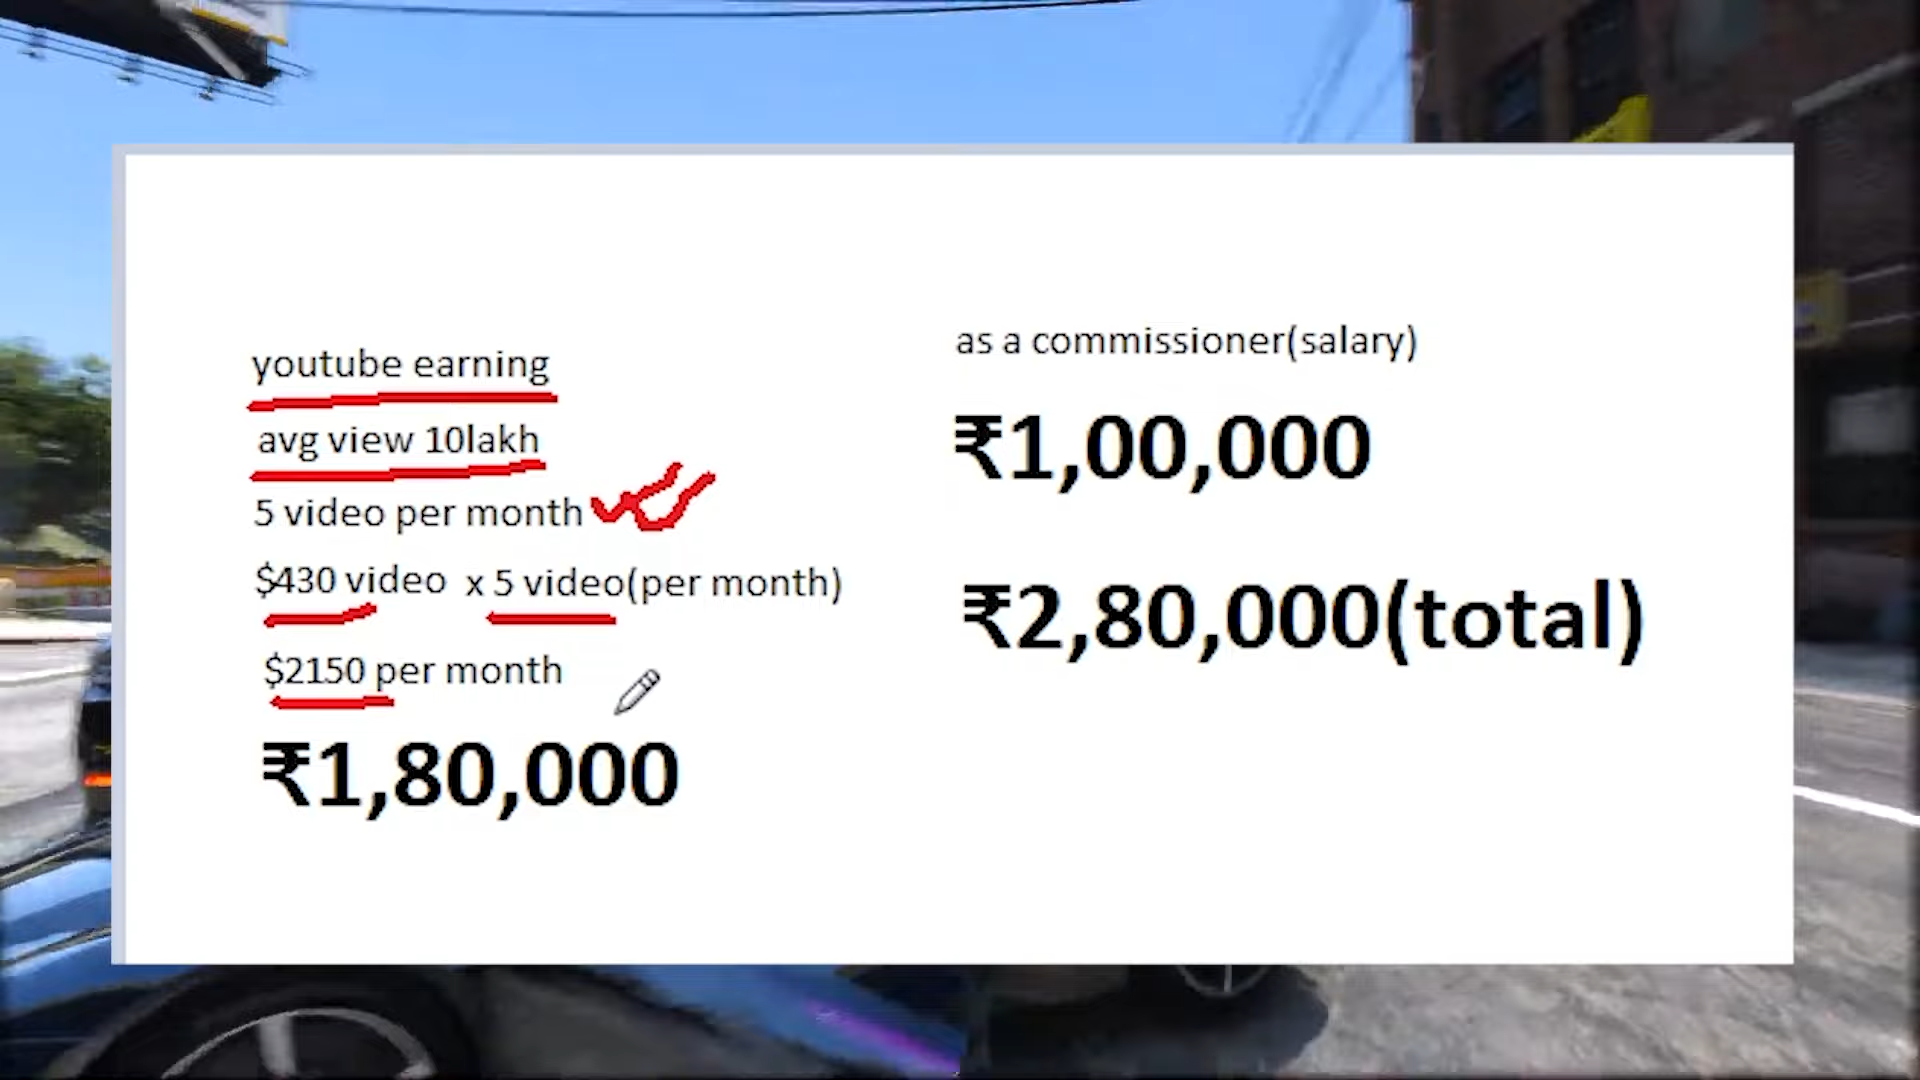 youtube earning
avg view 10lakh
5 video per month
$430 video x 5 video(per month)
$2150 per month
₹1,80,000
as a commissioner(salary)
₹1,00,000
₹2,80,000(total)